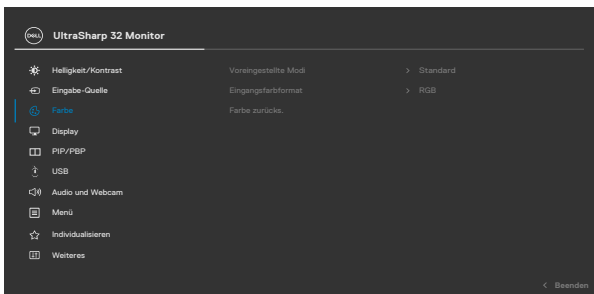 DELL UltraSharp 32 Monitor
Helligkeit/Kontrast Voreingestellte Modi > Standard
Eingabe-Quelle Eingangsfarbformat > RGB
Farbe Farbe zurücks.
Display
PIP/PBP
USB
Audio und Webcam
Menü
Individualisieren
Weiteres
< Beenden